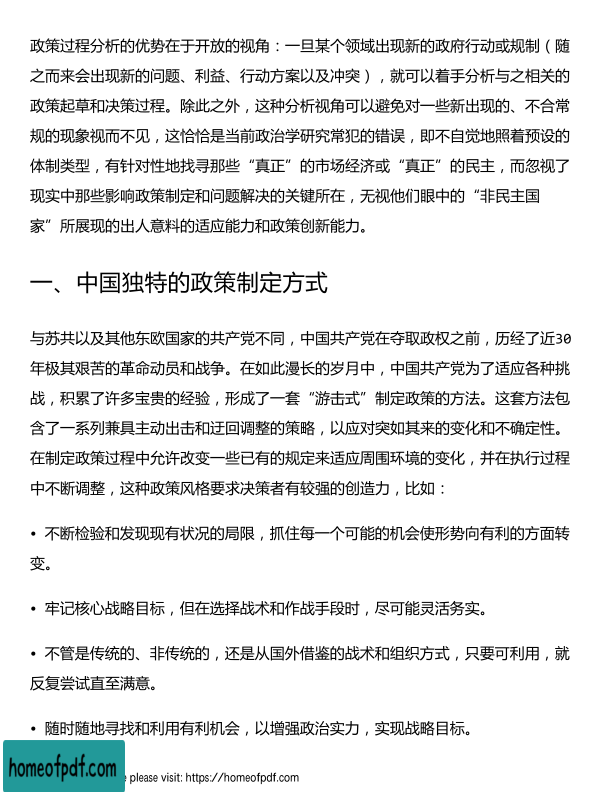 政策过程分析的优势在于开放的视角：一旦某个领域出现新的政府行动或规制（随
之而来会出现新的问题、利益、行动方案以及冲突），就可以着手分析与之相关的
政策起草和决策过程。除此之外，这种分析视角可以避免对一些新出现的、不合常
规的现象视而不见，这恰恰是当前政治学研究常犯的错误，即不自觉地照着预设的
体制类型，有针对性地找寻那些“真正”的市场经济或“真正”的民主，而忽视了
现实中那些影响政策制定和问题解决的关键所在，无视他们眼中的“非民主国
家”所展现的出人意料的适应能力和政策创新能力。
一、中国独特的政策制定方式
与苏共以及其他东欧国家的共产党不同，中国共产党在夺取政权之前，历经了近30
年极其艰苦的革命动员和战争。在如此漫长的岁月中，中国共产党为了适应各种挑
战，积累了许多宝贵的经验，形成了一套“游击式”制定政策的方法。这套方法包
含了一系列兼具主动出击和迂回调整的策略，以应对突如其来的变化和不确定性。
在制定政策过程中允许改变一些已有的规定来适应周围环境的变化，并在执行过程
中不断调整，这种政策风格要求决策者有较强的创造力，比如：
• 不断检验和发现现有状况的局限，抓住每一个可能的机会使形势向有利的方面转
变。
• 牢记核心战略目标，但在选择战术和作战手段时，尽可能灵活务实。
• 不管是传统的、非传统的，还是从国外借鉴的战术和组织方式，只要可利用，就
反复尝试直至满意。
• 随时随地寻找和利用有利机会，以增强政治实力，实现战略目标。
homeofpdf.com
please visit: https://homeofpdf.com